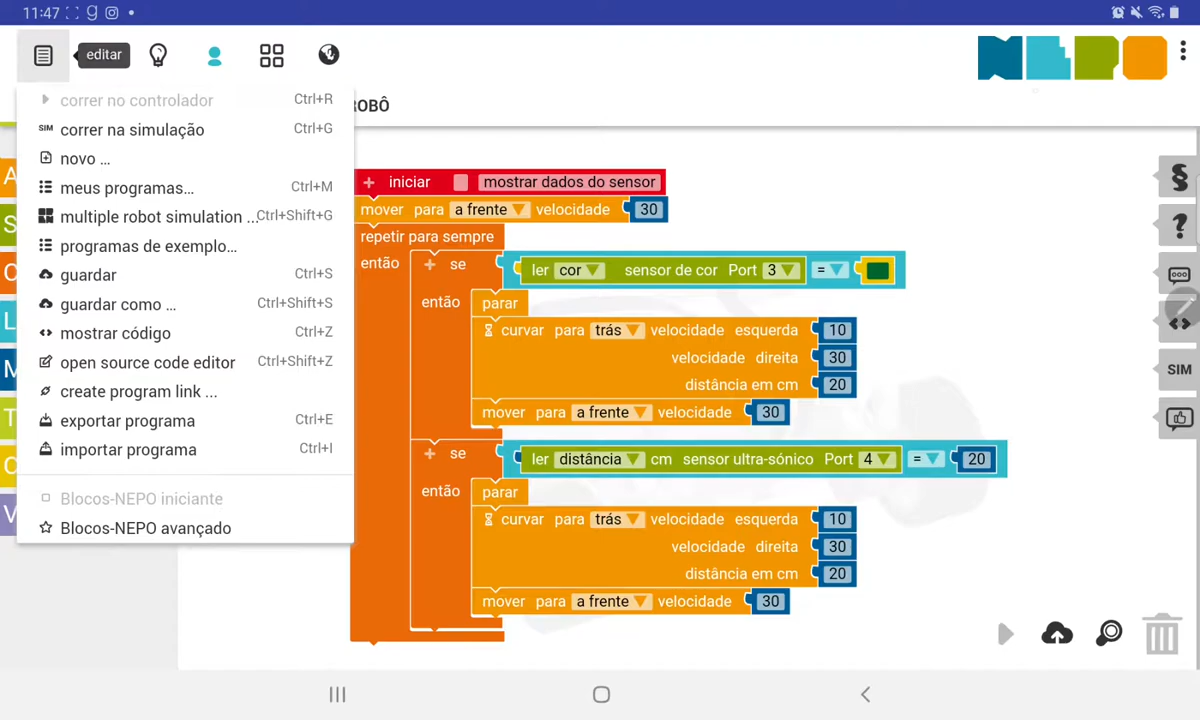 11:47
editar
ROBÔ
correr no controlador Ctrl+R
SIM correr na simulação Ctrl+G
novo ...
meus programas... Ctrl+M
multiple robot simulation ... Ctrl+Shift+G
programas de exemplo...
guardar Ctrl+S
guardar como ... Ctrl+Shift+S
mostrar código Ctrl+Z
open source code editor Ctrl+Shift+Z
create program link ...
exportar programa Ctrl+E
importar programa Ctrl+I
Blocos-NEPO iniciante
Blocos-NEPO avançado
A
S
C
L
M
T
C
V
+ iniciar mostrar dados do sensor
mover para a frente velocidade 30
repetir para sempre
então + se ler cor sensor de cor Port 3 = 
então parar
curvar para trás velocidade esquerda 10
velocidade direita 30
distância em cm 20
mover para a frente velocidade 30
+ se ler distância cm sensor ultra-sónico Port 4 = 20
então parar
curvar para trás velocidade esquerda 10
velocidade direita 30
distância em cm 20
mover para a frente velocidade 30
§
?
<>
SIM